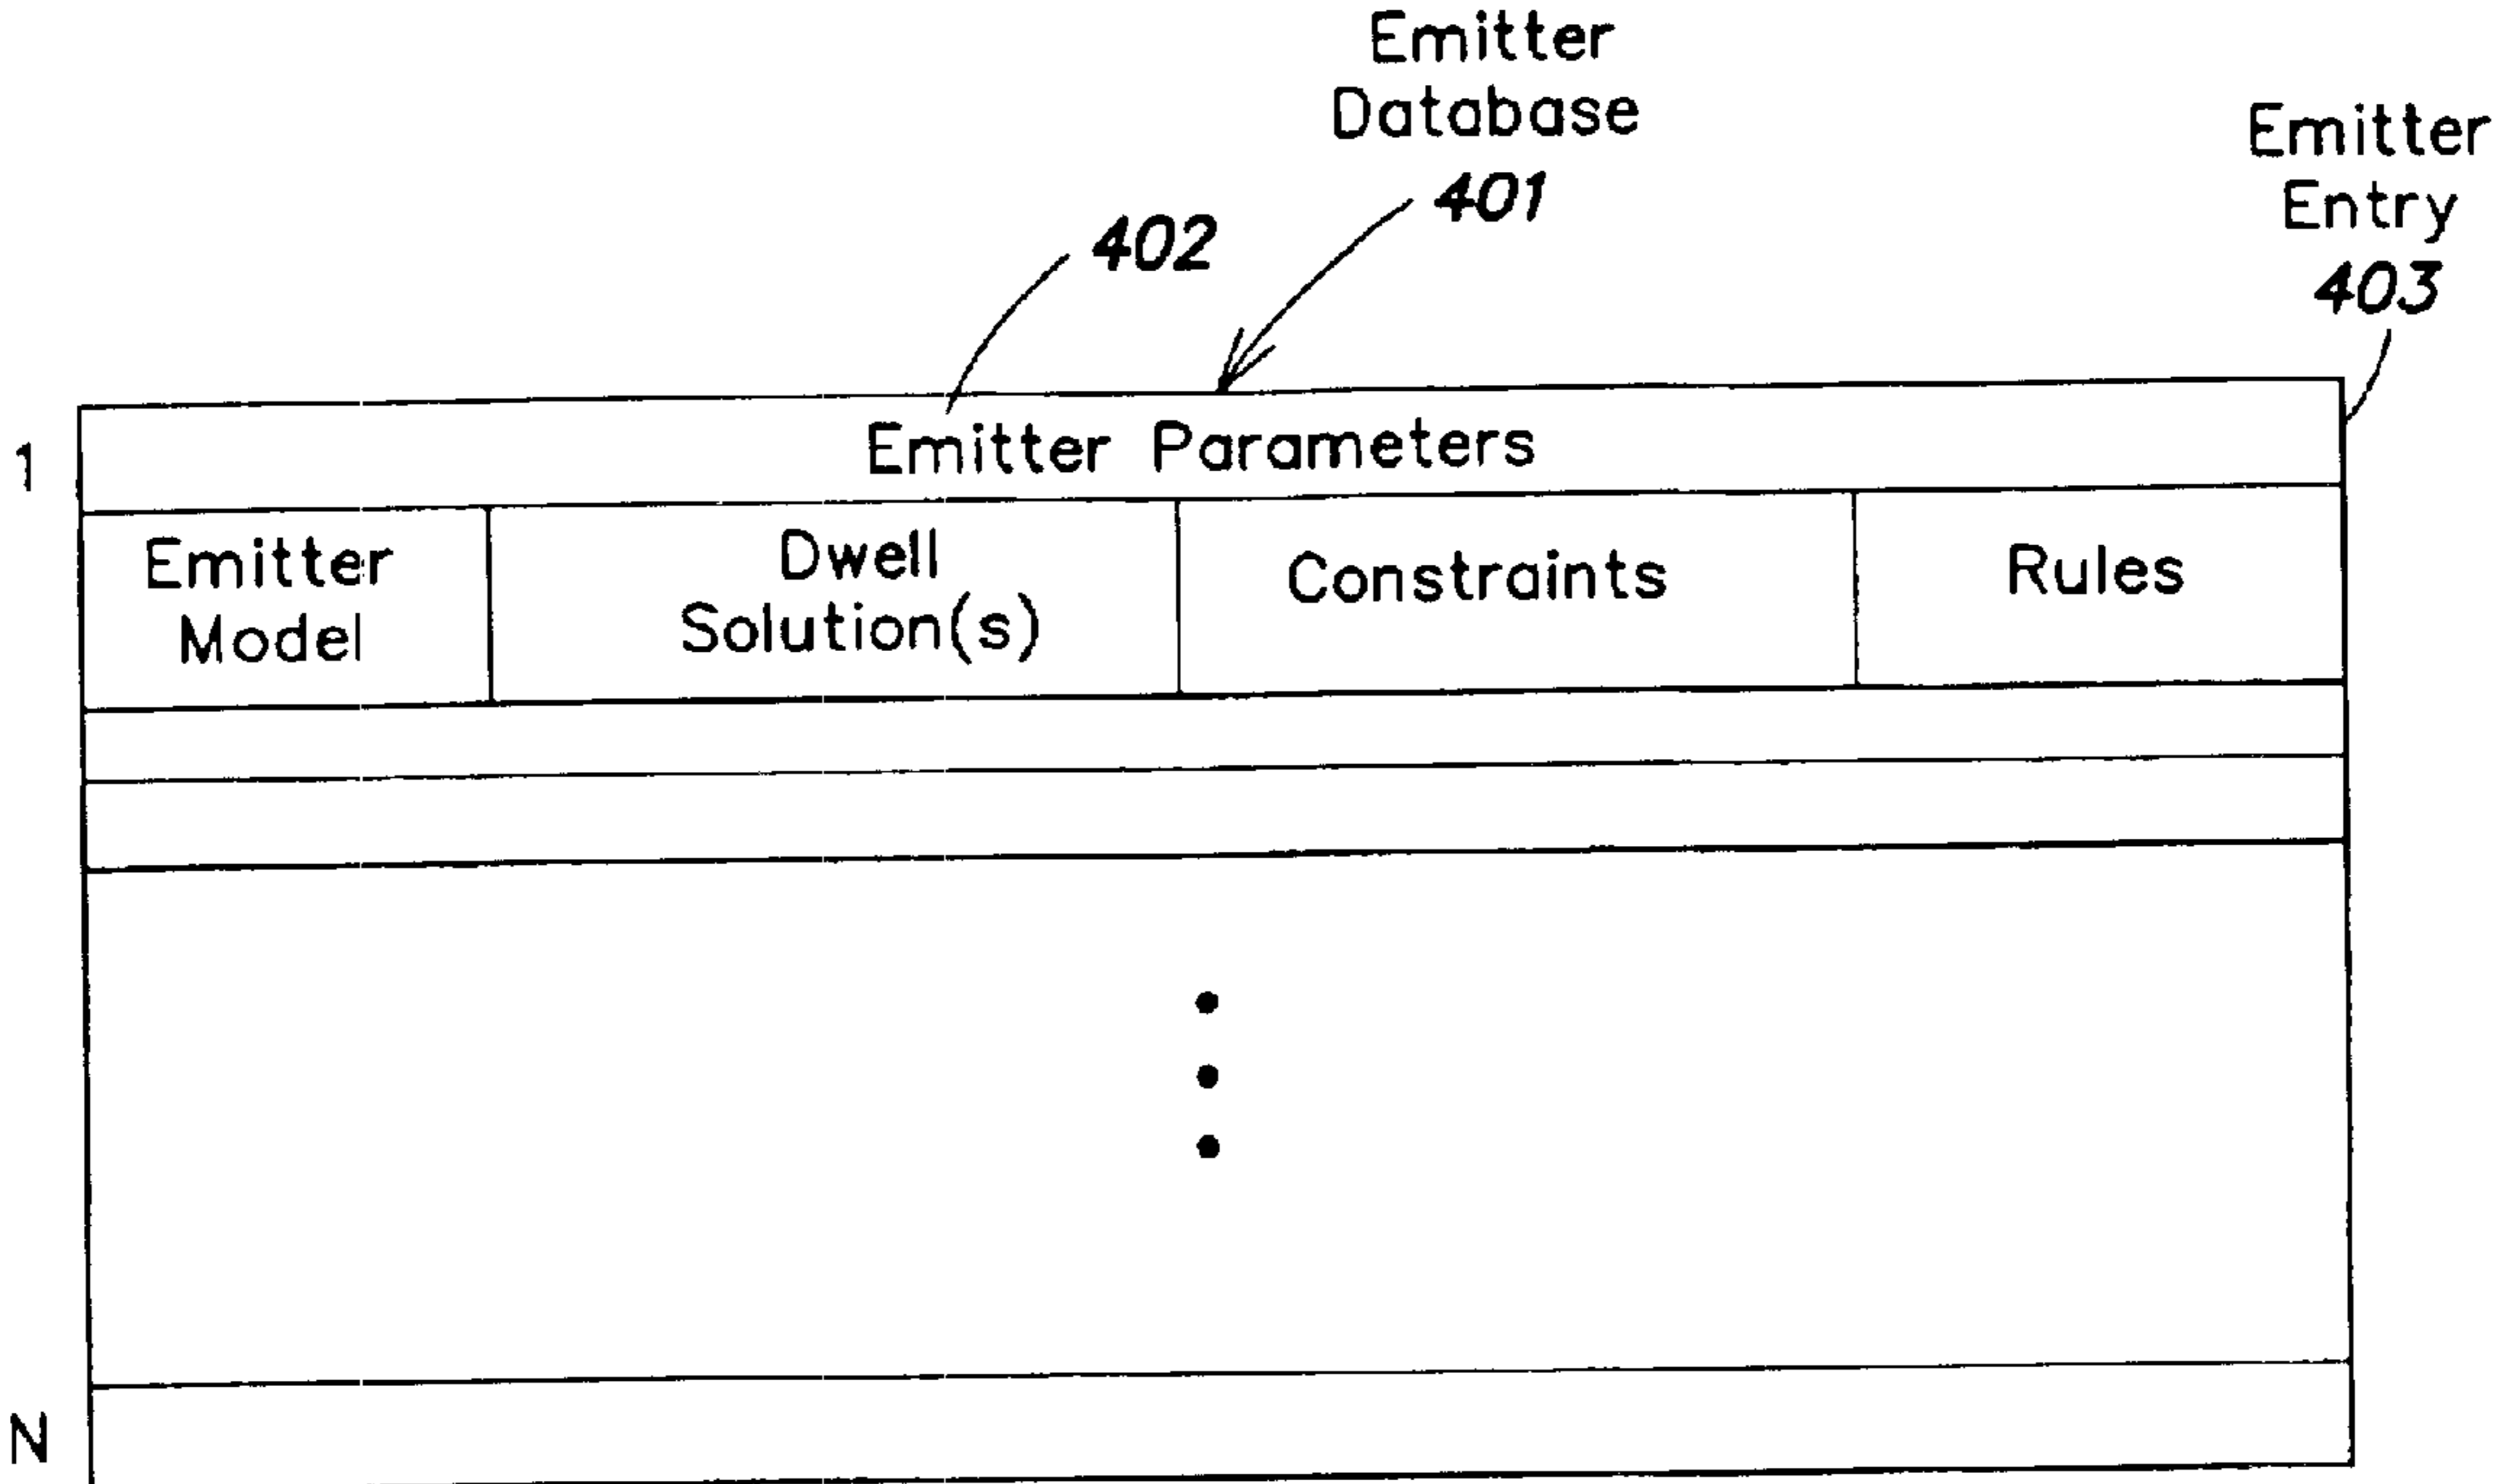 Emitter
Database
401
Emitter
Entry
403
402
1
Emitter Parameters
Emitter
Model
Dwell
Solution(s)
Constraints
Rules
N